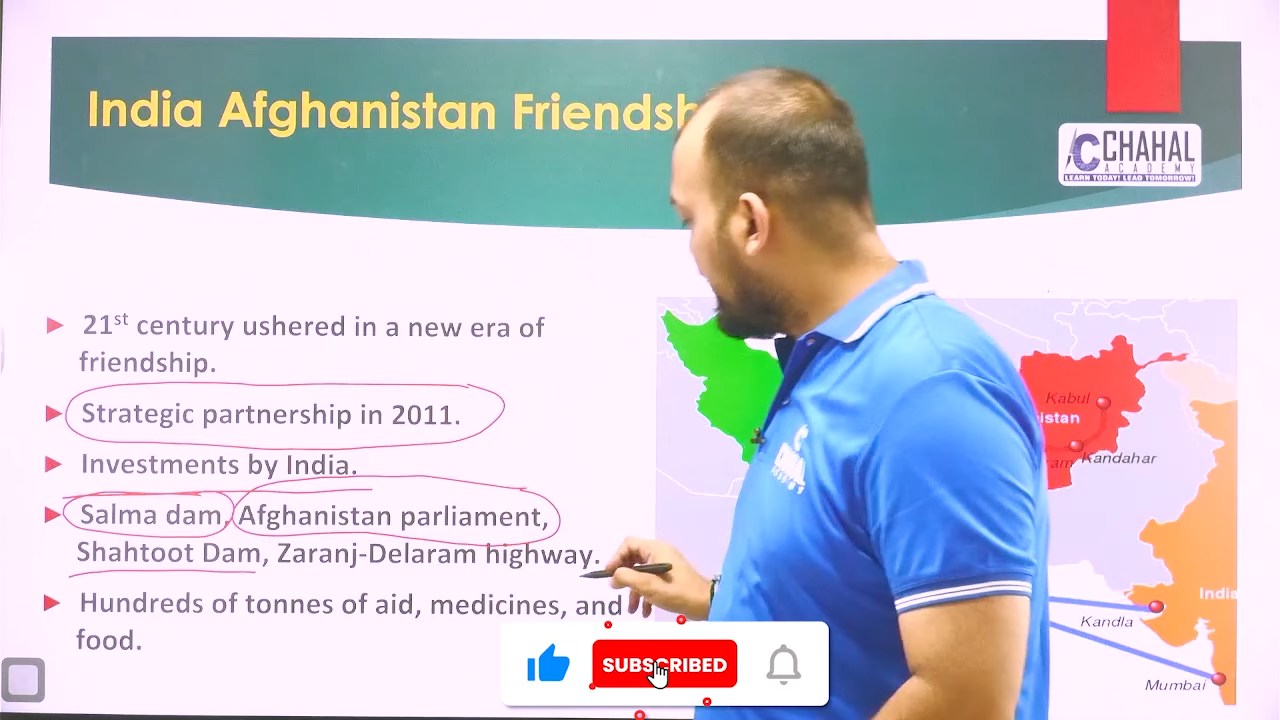 India Afghanistan Friendsh
CHAHAL
ACADEMY
LEARN TODAY! LEAD TOMORROW!
21st century ushered in a new era of
friendship.
Strategic partnership in 2011.
Investments by India.
Salma dam, Afghanistan parliament,
Shahtoot Dam, Zaranj-Delaram highway.
Hundreds of tonnes of aid, medicines, and
food.
Kabul
istan
ram Kandahar
India
Kandla
Mumbai
SUBSCRIBED